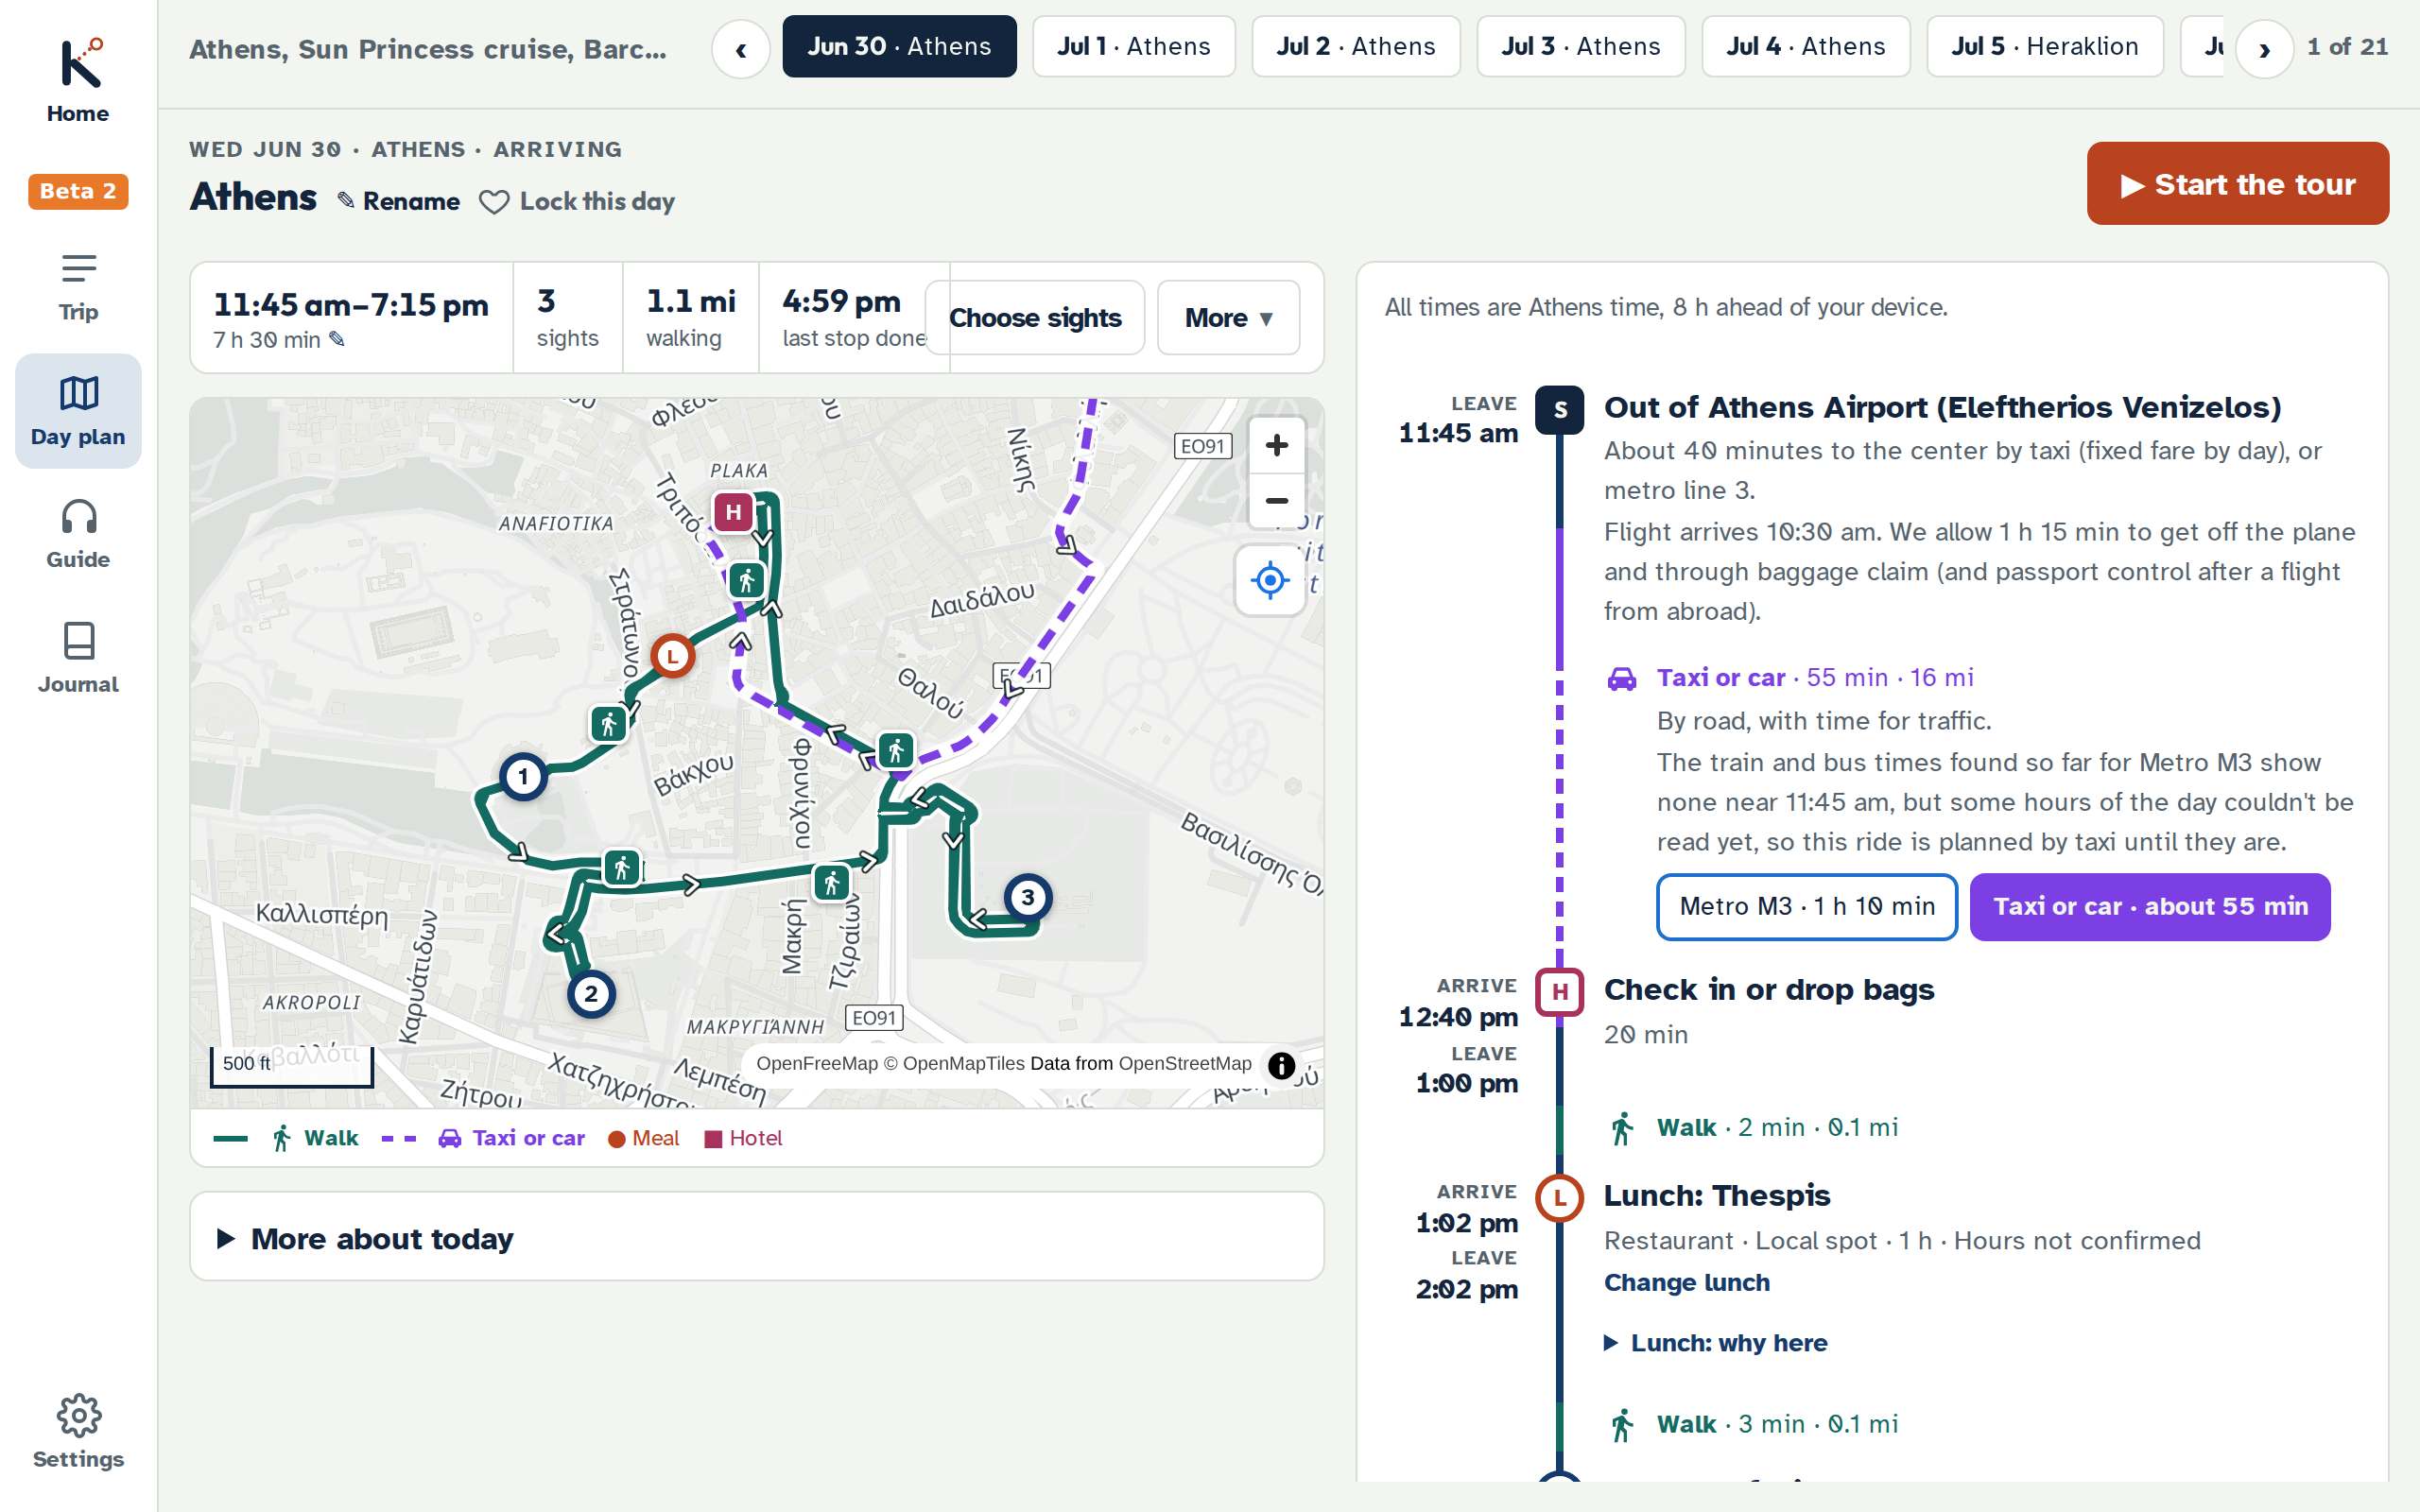 Home
Beta 2
Trip
Day plan
Guide
Journal
Settings
Athens, Sun Princess cruise, Barc...
‹
Jun 30 · Athens
Jul 1 · Athens
Jul 2 · Athens
Jul 3 · Athens
Jul 4 · Athens
Jul 5 · Heraklion
›
1 of 21
WED JUN 30 · ATHENS · ARRIVING
Athens ✎ Rename Lock this day
▶ Start the tour
11:45 am–7:15 pm
7 h 30 min ✎
3
sights
1.1 mi
walking
4:59 pm
last stop done
Choose sights
More ▼
PLAKA
ΑΝΑΦΙΟΤΙΚΑ
Νίκης
EO91
H
Δαιδάλου
L
Θαλού
1
Βάκχου
Φρυνίχου
Βασιλίσσης
3
Καλλισπέρη
Καρυάτιδων
Μακρή
Τζιραίων
2
AKROPOLI
ΜΑΚΡΥΓΙΆΝΝΗ
EO91
500 ft
Ζήτρου
Λεμπέση
+
−
OpenFreeMap © OpenMapTiles Data from OpenStreetMap
Walk
Taxi or car
Meal
Hotel
▶ More about today
All times are Athens time, 8 h ahead of your device.
LEAVE
11:45 am
S
Out of Athens Airport (Eleftherios Venizelos)
About 40 minutes to the center by taxi (fixed fare by day), or
metro line 3.
Flight arrives 10:30 am. We allow 1 h 15 min to get off the plane
and through baggage claim (and passport control after a flight
from abroad).
Taxi or car · 55 min · 16 mi
By road, with time for traffic.
The train and bus times found so far for Metro M3 show
none near 11:45 am, but some hours of the day couldn't be
read yet, so this ride is planned by taxi until they are.
Metro M3 · 1 h 10 min
Taxi or car · about 55 min
ARRIVE
12:40 pm
LEAVE
1:00 pm
H
Check in or drop bags
20 min
Walk · 2 min · 0.1 mi
ARRIVE
1:02 pm
LEAVE
2:02 pm
L
Lunch: Thespis
Restaurant · Local spot · 1 h · Hours not confirmed
Change lunch
▶ Lunch: why here
Walk · 3 min · 0.1 mi